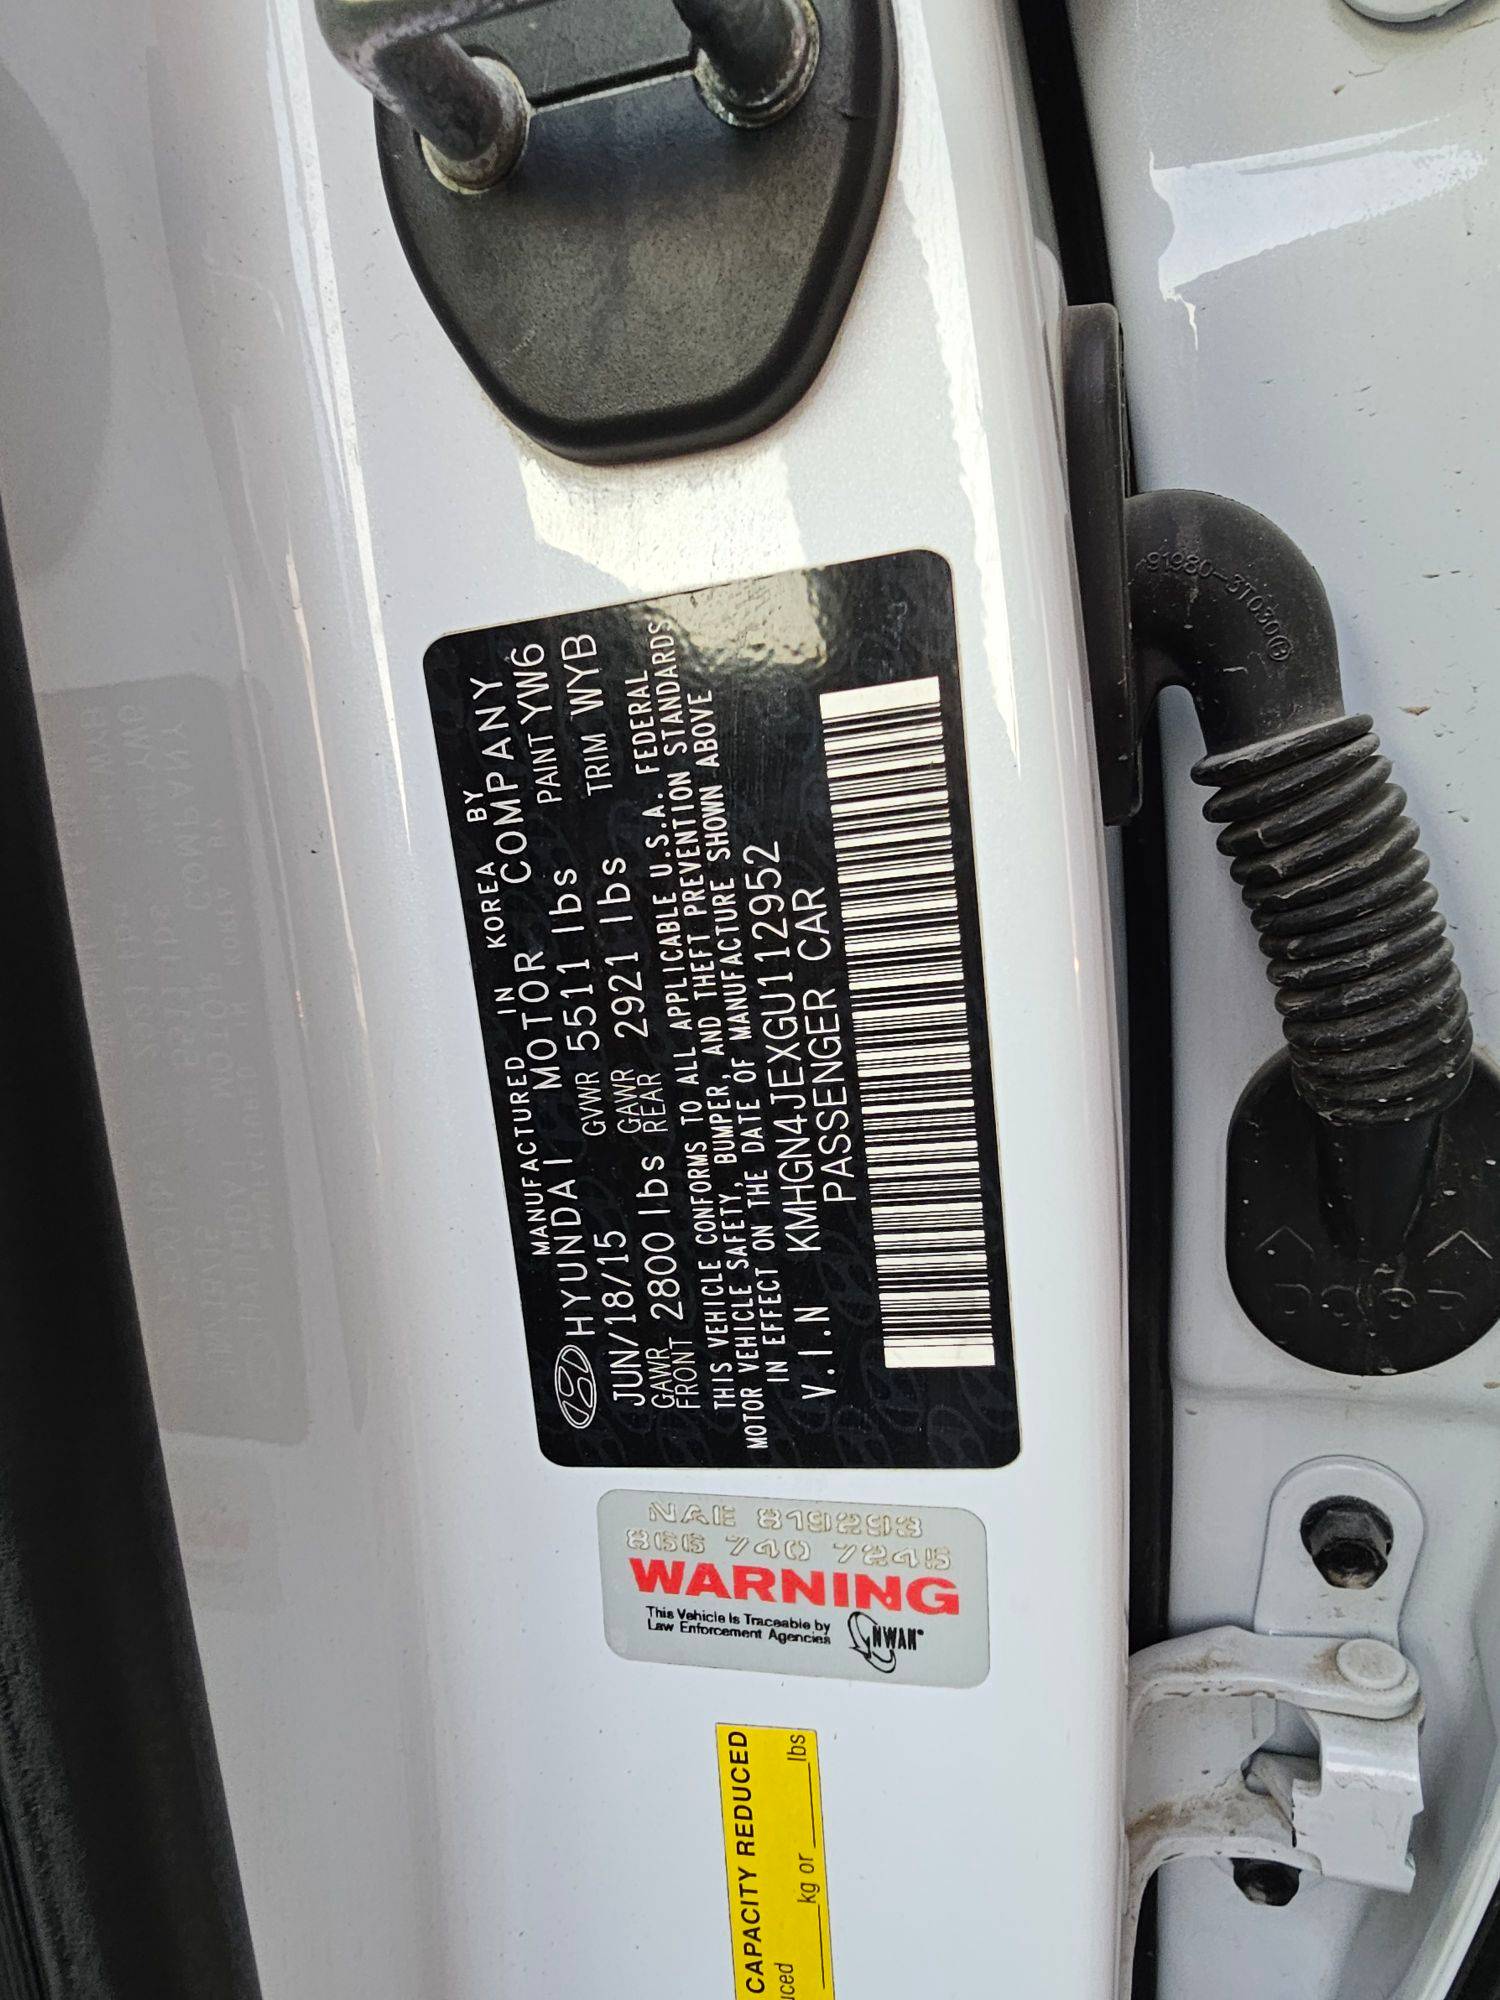 MANUFACTURED IN KOREA BY
HYUNDAI MOTOR COMPANY
JUN/18/15 GVWR 5511 lbs PAINT YW6
GAWR FRONT 2800 lbs GAWR REAR 2921 lbs TRIM WYB
THIS VEHICLE CONFORMS TO ALL APPLICABLE U.S.A. FEDERAL
MOTOR VEHICLE SAFETY, BUMPER, AND THEFT PREVENTION STANDARDS
IN EFFECT ON THE DATE OF MANUFACTURE SHOWN ABOVE
V.I.N KMHGN4JEXGU112952
PASSENGER CAR
91980-3T030
NAE 819293
866 740 7245
WARNING
This Vehicle Is Traceable by
Law Enforcement Agencies
NWAN
CAPACITY REDUCED
kg or lbs